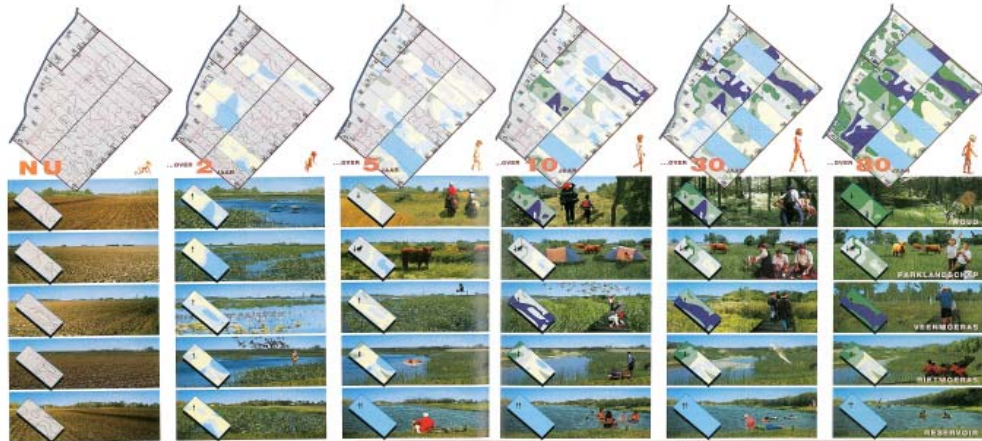 NU
...OVER 2 JAAR
...OVER 5 JAAR
...OVER 10 JAAR
...OVER 30 JAAR
...OVER 80 JAAR
WOUD
PARKLANDSCHAP
VEENMOERAS
RIETMOERAS
RESERVOIR